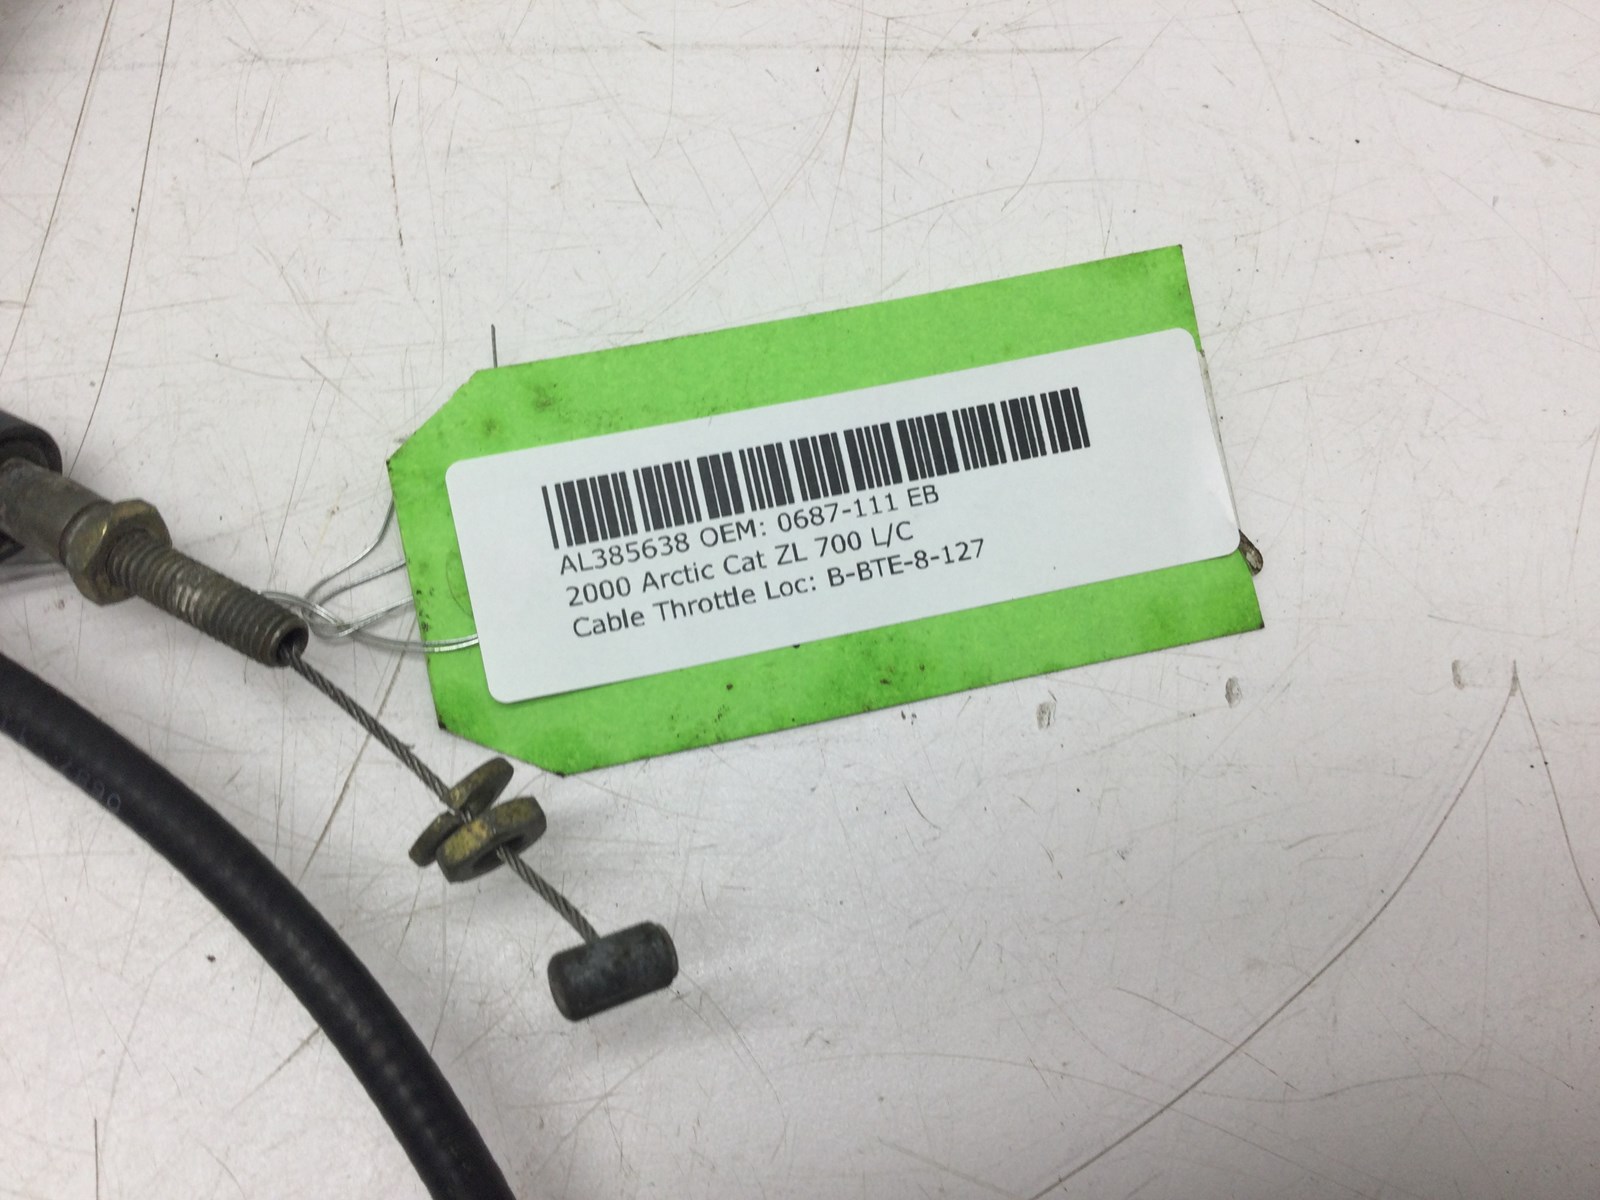 AL385638 OEM: 0687-111 EB
2000 Arctic Cat ZL 700 L/C
Cable Throttle Loc: B-BTE-8-127